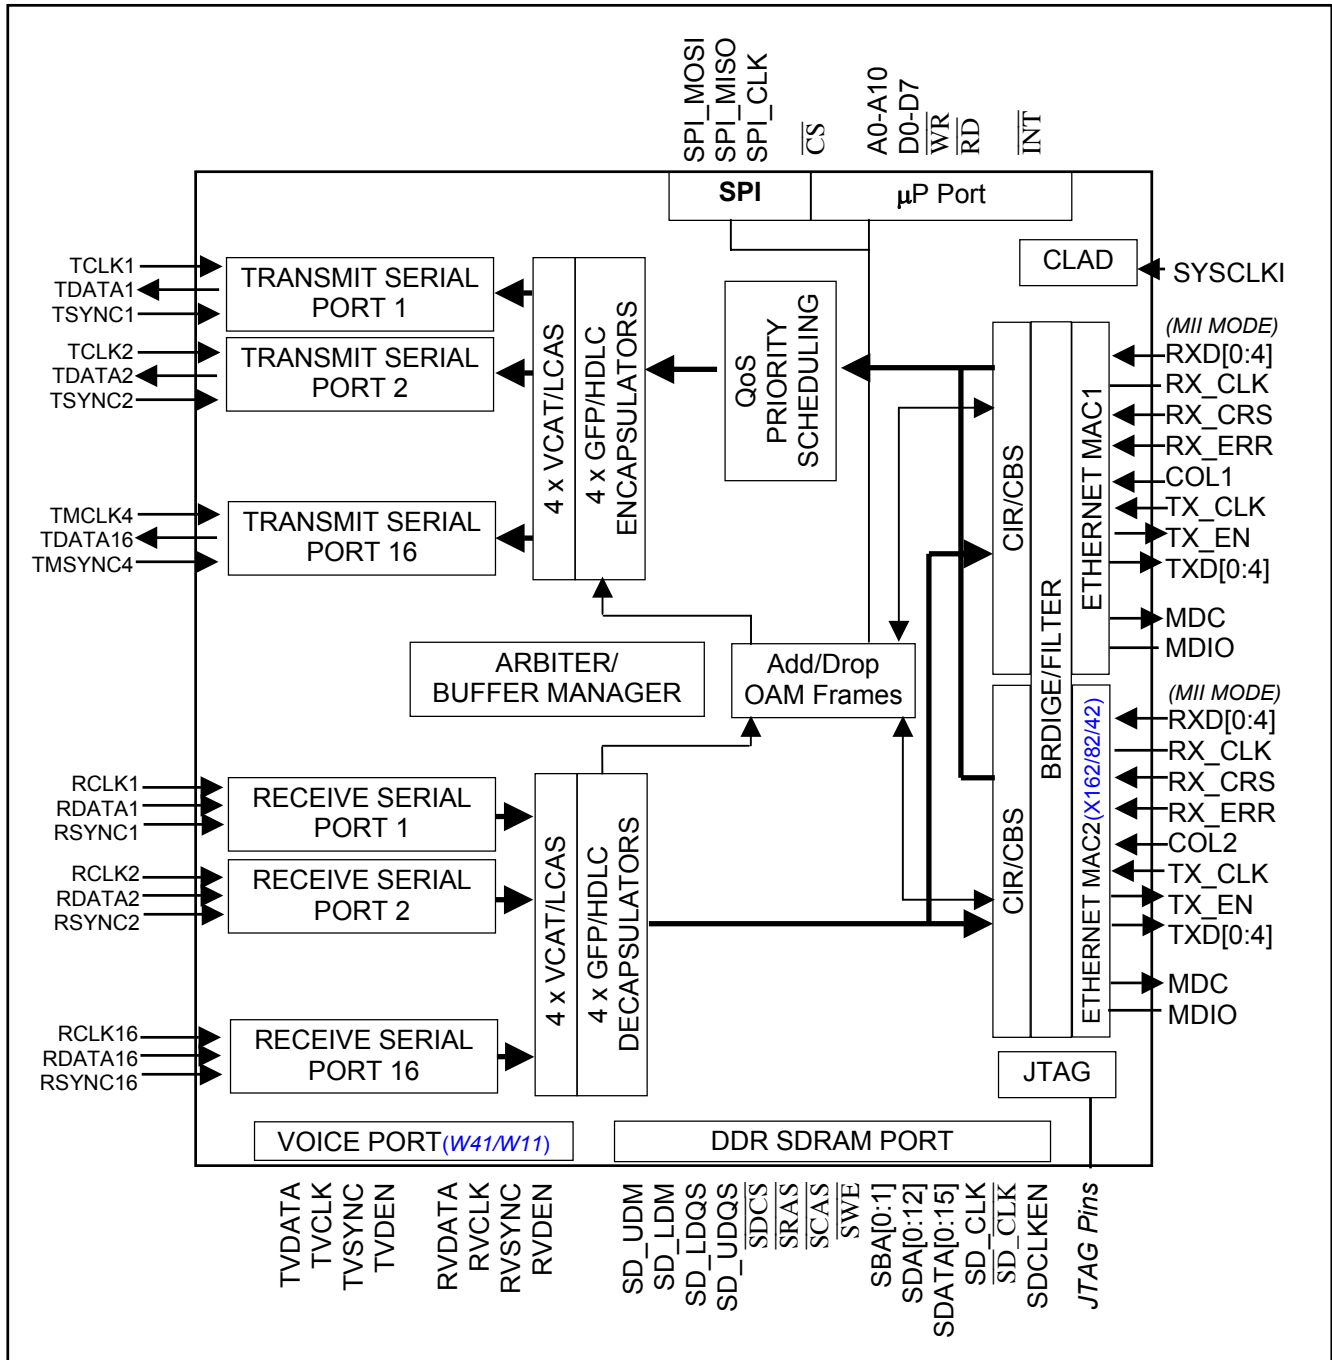 SPI_MOSI
SPI_MISO
SPI_CLK
CS
A0-A10
D0-D7
WR
RD
INT
SPI
µP Port
CLAD
SYSCLKI
TCLK1
TDATA1
TSYNC1
TRANSMIT SERIAL
PORT 1
TCLK2
TDATA2
TSYNC2
TRANSMIT SERIAL
PORT 2
TMCLK4
TDATA16
TMSYNC4
TRANSMIT SERIAL
PORT 16
4 x VCAT/LCAS
4 x GFP/HDLC
ENCAPSULATORS
QoS
PRIORITY
SCHEDULING
CIR/CBS
BRDIGE/FILTER
ETHERNET MAC1
(MII MODE)
RXD[0:4]
RX_CLK
RX_CRS
RX_ERR
COL1
TX_CLK
TX_EN
TXD[0:4]
MDC
MDIO
ARBITER/
BUFFER MANAGER
Add/Drop
OAM Frames
RCLK1
RDATA1
RSYNC1
RECEIVE SERIAL
PORT 1
RCLK2
RDATA2
RSYNC2
RECEIVE SERIAL
PORT 2
RCLK16
RDATA16
RSYNC16
RECEIVE SERIAL
PORT 16
4 x VCAT/LCAS
4 x GFP/HDLC
DECAPSULATORS
CIR/CBS
ETHERNET MAC2(X162/82/42)
(MII MODE)
RXD[0:4]
RX_CLK
RX_CRS
RX_ERR
COL2
TX_CLK
TX_EN
TXD[0:4]
MDC
MDIO
JTAG
VOICE PORT(W41/W11)
DDR SDRAM PORT
TVDATA
TVCLK
TVSYNC
TVDEN
RVDATA
RVCLK
RVSYNC
RVDEN
SD_UDM
SD_LDM
SD_LDQS
SD_UDQS
SDCS
SRAS
SCAS
SWE
SBA[0:1]
SDA[0:12]
SDATA[0:15]
SD_CLK
SD_CLK
SDCLKEN
JTAG Pins